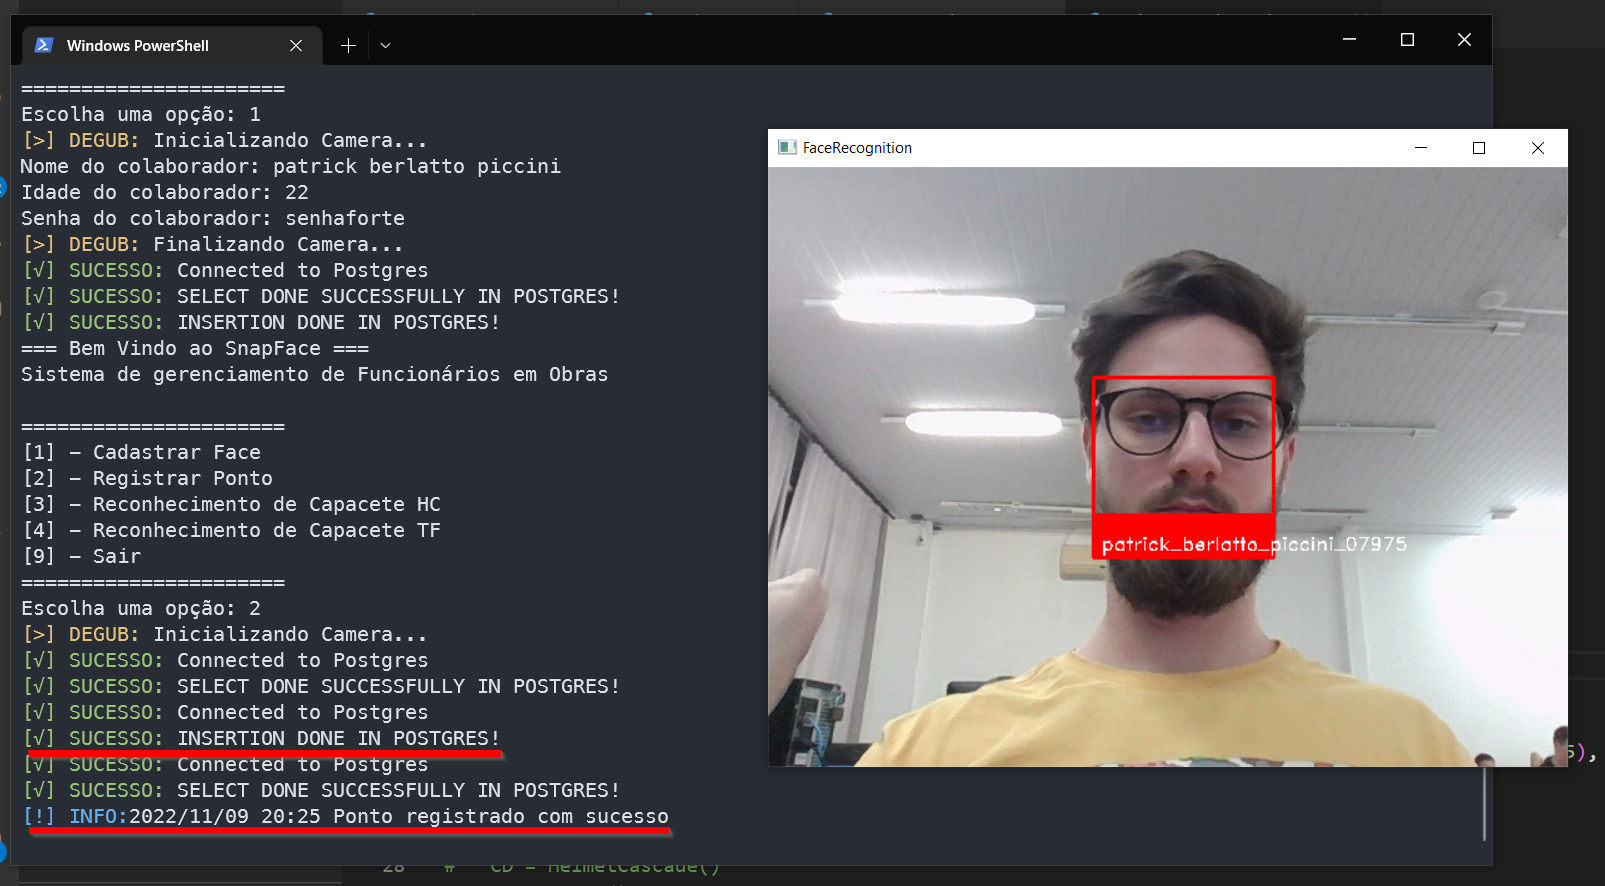 Windows PowerShell
======================
Escolha uma opção: 1
[>] DEGUB: Inicializando Camera...
Nome do colaborador: patrick berlatto piccini
Idade do colaborador: 22
Senha do colaborador: senhaforte
[>] DEGUB: Finalizando Camera...
[√] SUCESSO: Connected to Postgres
[√] SUCESSO: SELECT DONE SUCCESSFULLY IN POSTGRES!
[√] SUCESSO: INSERTION DONE IN POSTGRES!
=== Bem Vindo ao SnapFace ===
Sistema de gerenciamento de Funcionários em Obras
======================
[1] - Cadastrar Face
[2] - Registrar Ponto
[3] - Reconhecimento de Capacete HC
[4] - Reconhecimento de Capacete TF
[9] - Sair
======================
Escolha uma opção: 2
[>] DEGUB: Inicializando Camera...
[√] SUCESSO: Connected to Postgres
[√] SUCESSO: SELECT DONE SUCCESSFULLY IN POSTGRES!
[√] SUCESSO: Connected to Postgres
[√] SUCESSO: INSERTION DONE IN POSTGRES!
[√] SUCESSO: Connected to Postgres
[√] SUCESSO: SELECT DONE SUCCESSFULLY IN POSTGRES!
[!] INFO:2022/11/09 20:25 Ponto registrado com sucesso
FaceRecognition
patrick_berlatto_piccini_07975
5),
28 # CD = HelmetCascade()